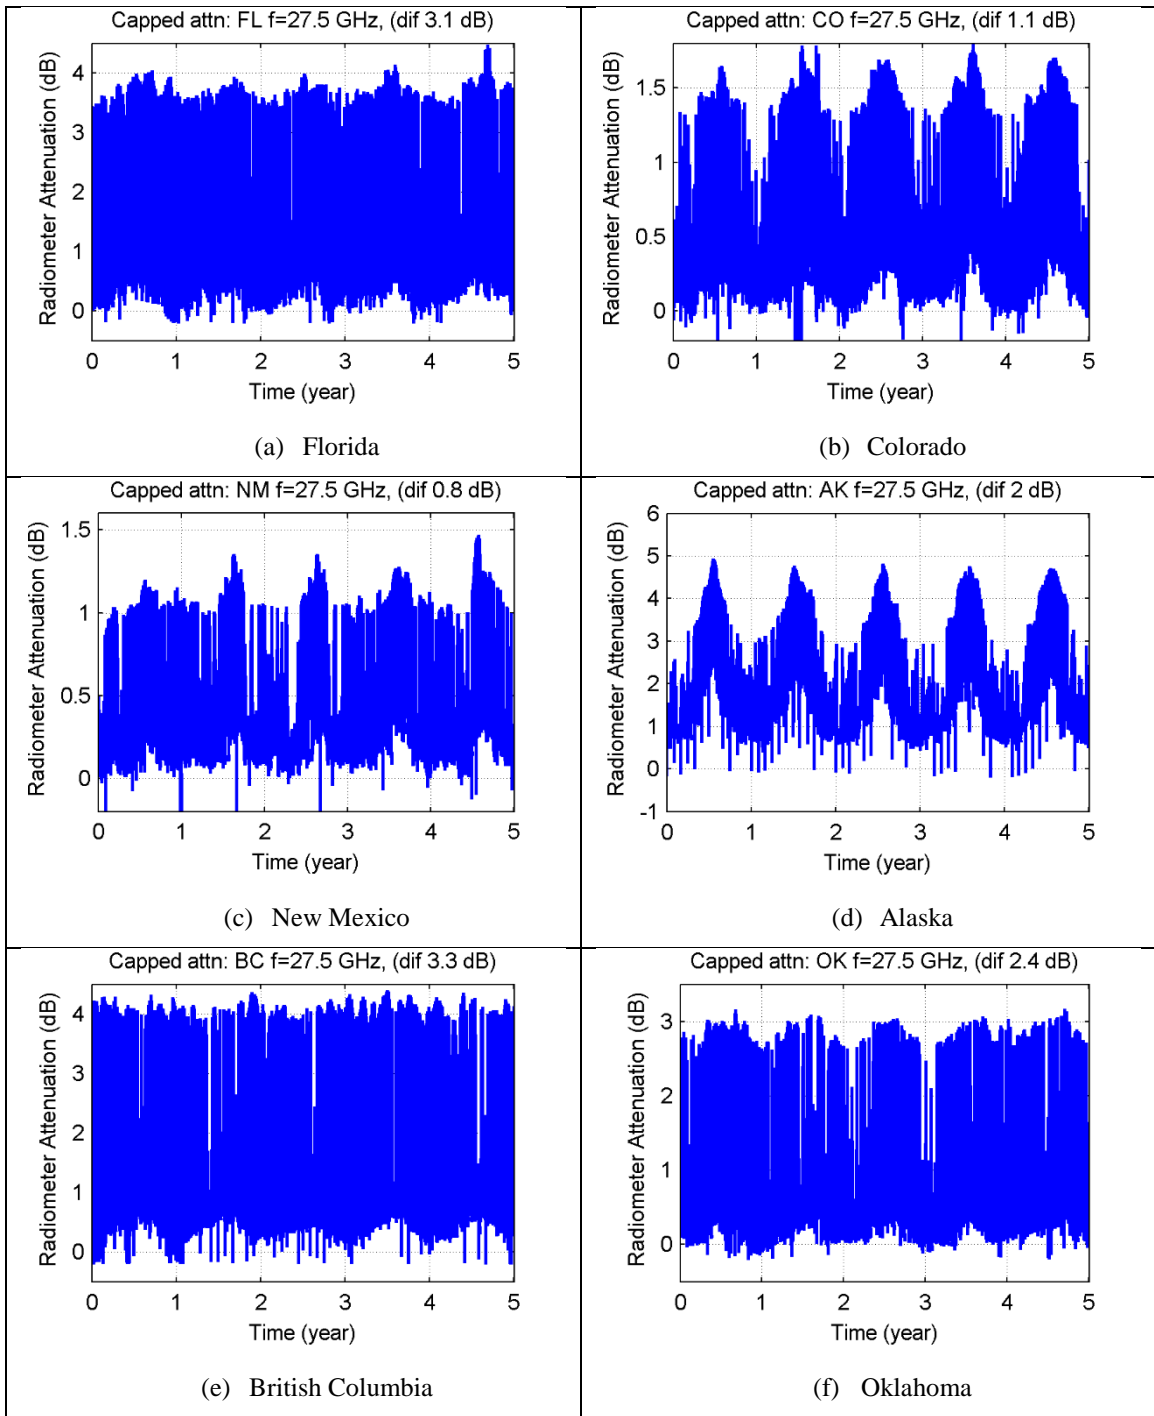 Capped attn: FL f=27.5 GHz, (dif 3.1 dB)
Radiometer Attenuation (dB)
4
3
2
1
0
0 1 2 3 4 5
Time (year)
(a) Florida
Capped attn: CO f=27.5 GHz, (dif 1.1 dB)
Radiometer Attenuation (dB)
1.5
1
0.5
0
0 1 2 3 4 5
Time (year)
(b) Colorado
Capped attn: NM f=27.5 GHz, (dif 0.8 dB)
Radiometer Attenuation (dB)
1.5
1
0.5
0
0 1 2 3 4 5
Time (year)
(c) New Mexico
Capped attn: AK f=27.5 GHz, (dif 2 dB)
Radiometer Attenuation (dB)
6
5
4
3
2
1
0
-1
0 1 2 3 4 5
Time (year)
(d) Alaska
Capped attn: BC f=27.5 GHz, (dif 3.3 dB)
Radiometer Attenuation (dB)
4
3
2
1
0
0 1 2 3 4 5
Time (year)
(e) British Columbia
Capped attn: OK f=27.5 GHz, (dif 2.4 dB)
Radiometer Attenuation (dB)
3
2
1
0
0 1 2 3 4 5
Time (year)
(f) Oklahoma